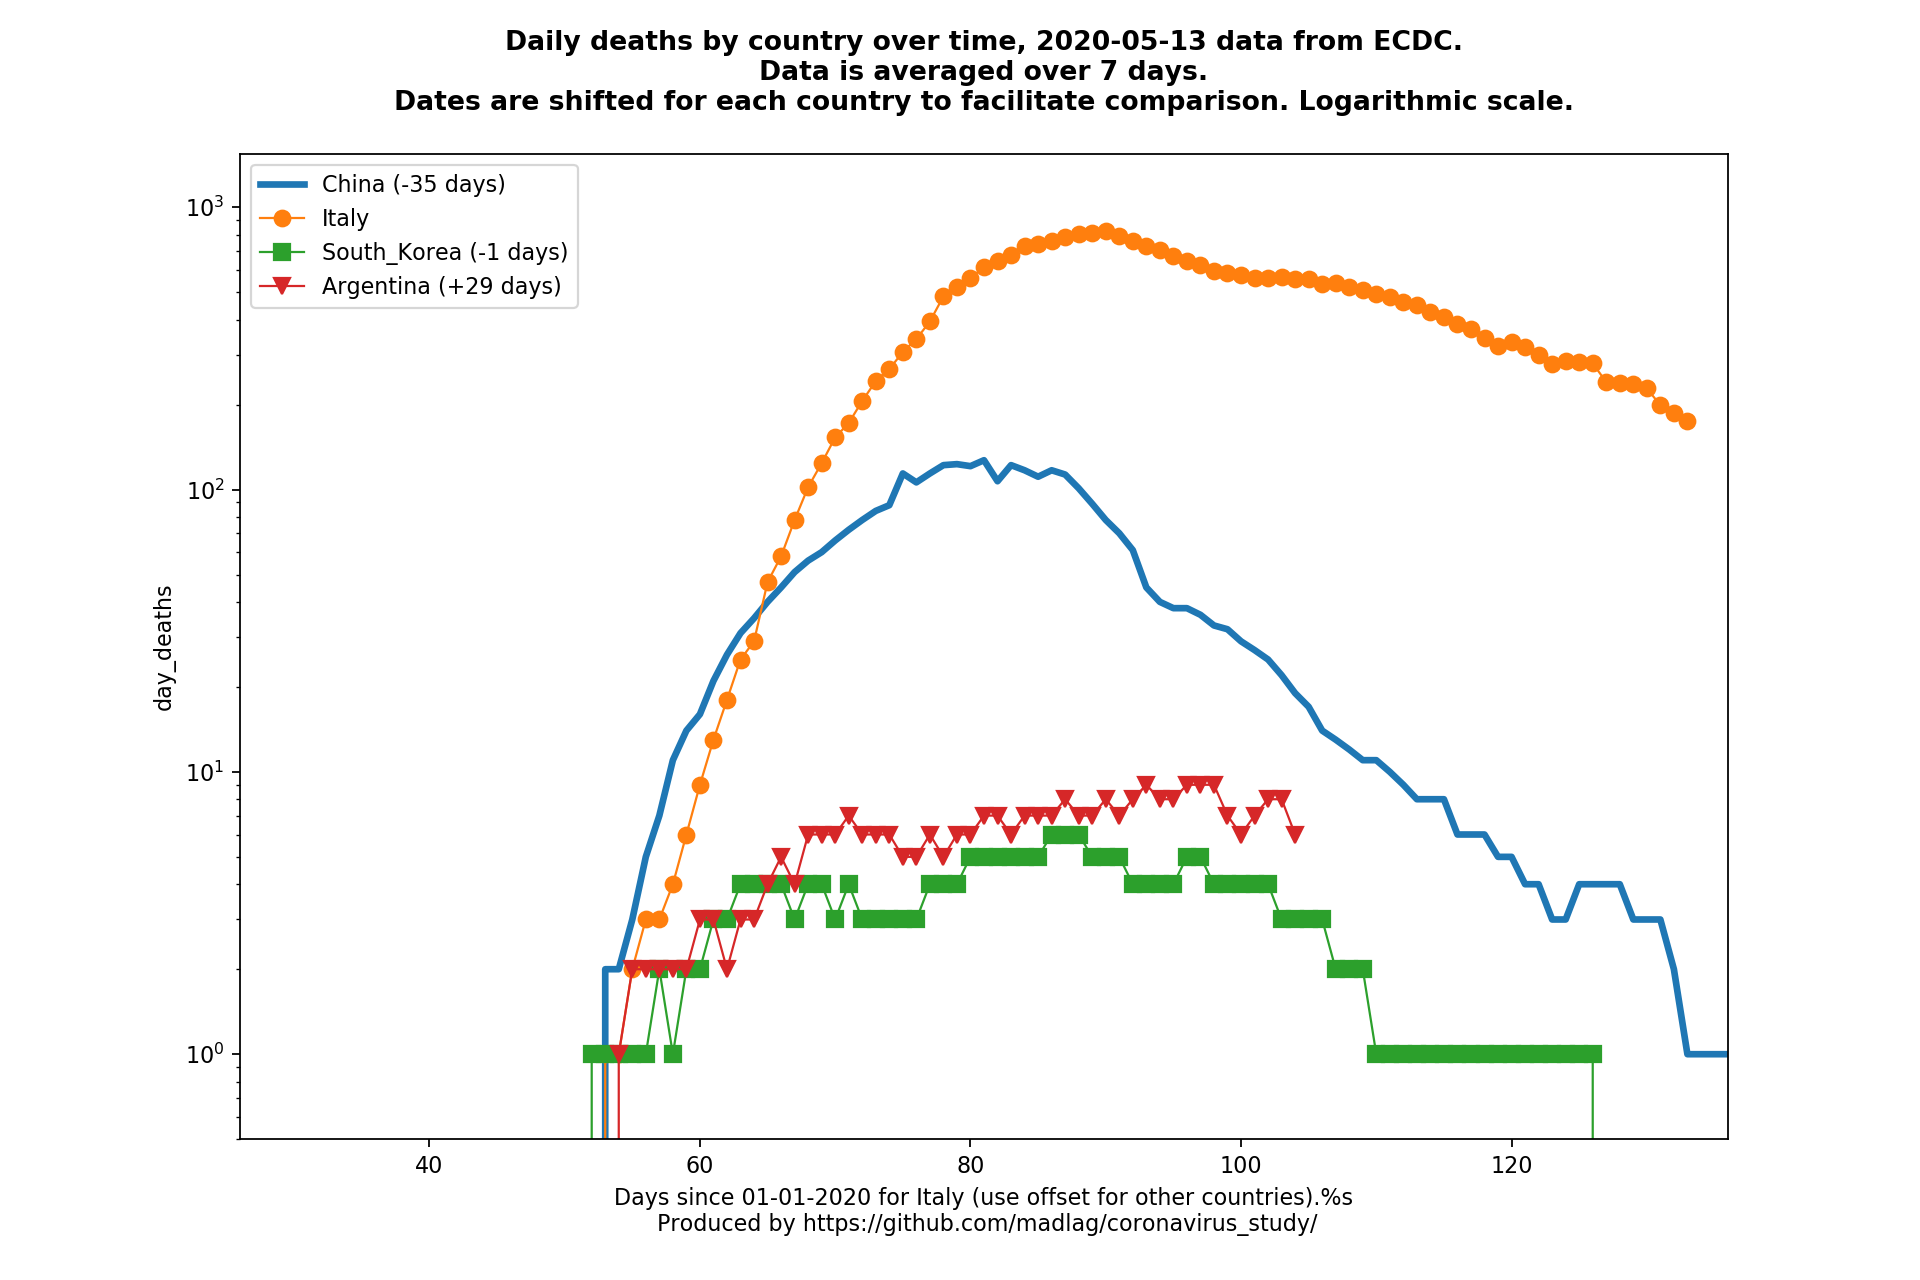 Daily deaths by country over time, 2020-05-13 data from ECDC.
Data is averaged over 7 days.
Dates are shifted for each country to facilitate comparison. Logarithmic scale.
China (-35 days)
Italy
South_Korea (-1 days)
Argentina (+29 days)
10³
10²
10¹
10⁰
day_deaths
40 60 80 100 120
Days since 01-01-2020 for Italy (use offset for other countries).%s
Produced by https://github.com/madlag/coronavirus_study/